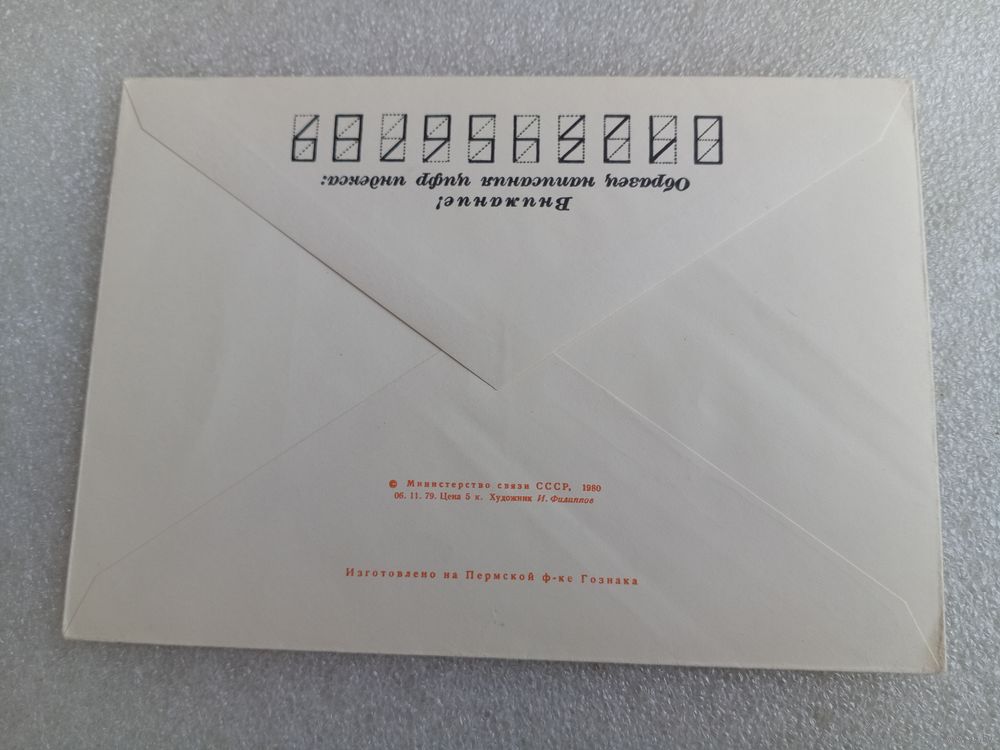 Внимание!
Образец написания цифр индекса:
0123456789
© Министерство связи СССР, 1980
06. 11. 79. Цена 5 к. Художник И. Филиппов
Изготовлено на Пермской ф-ке Гознака